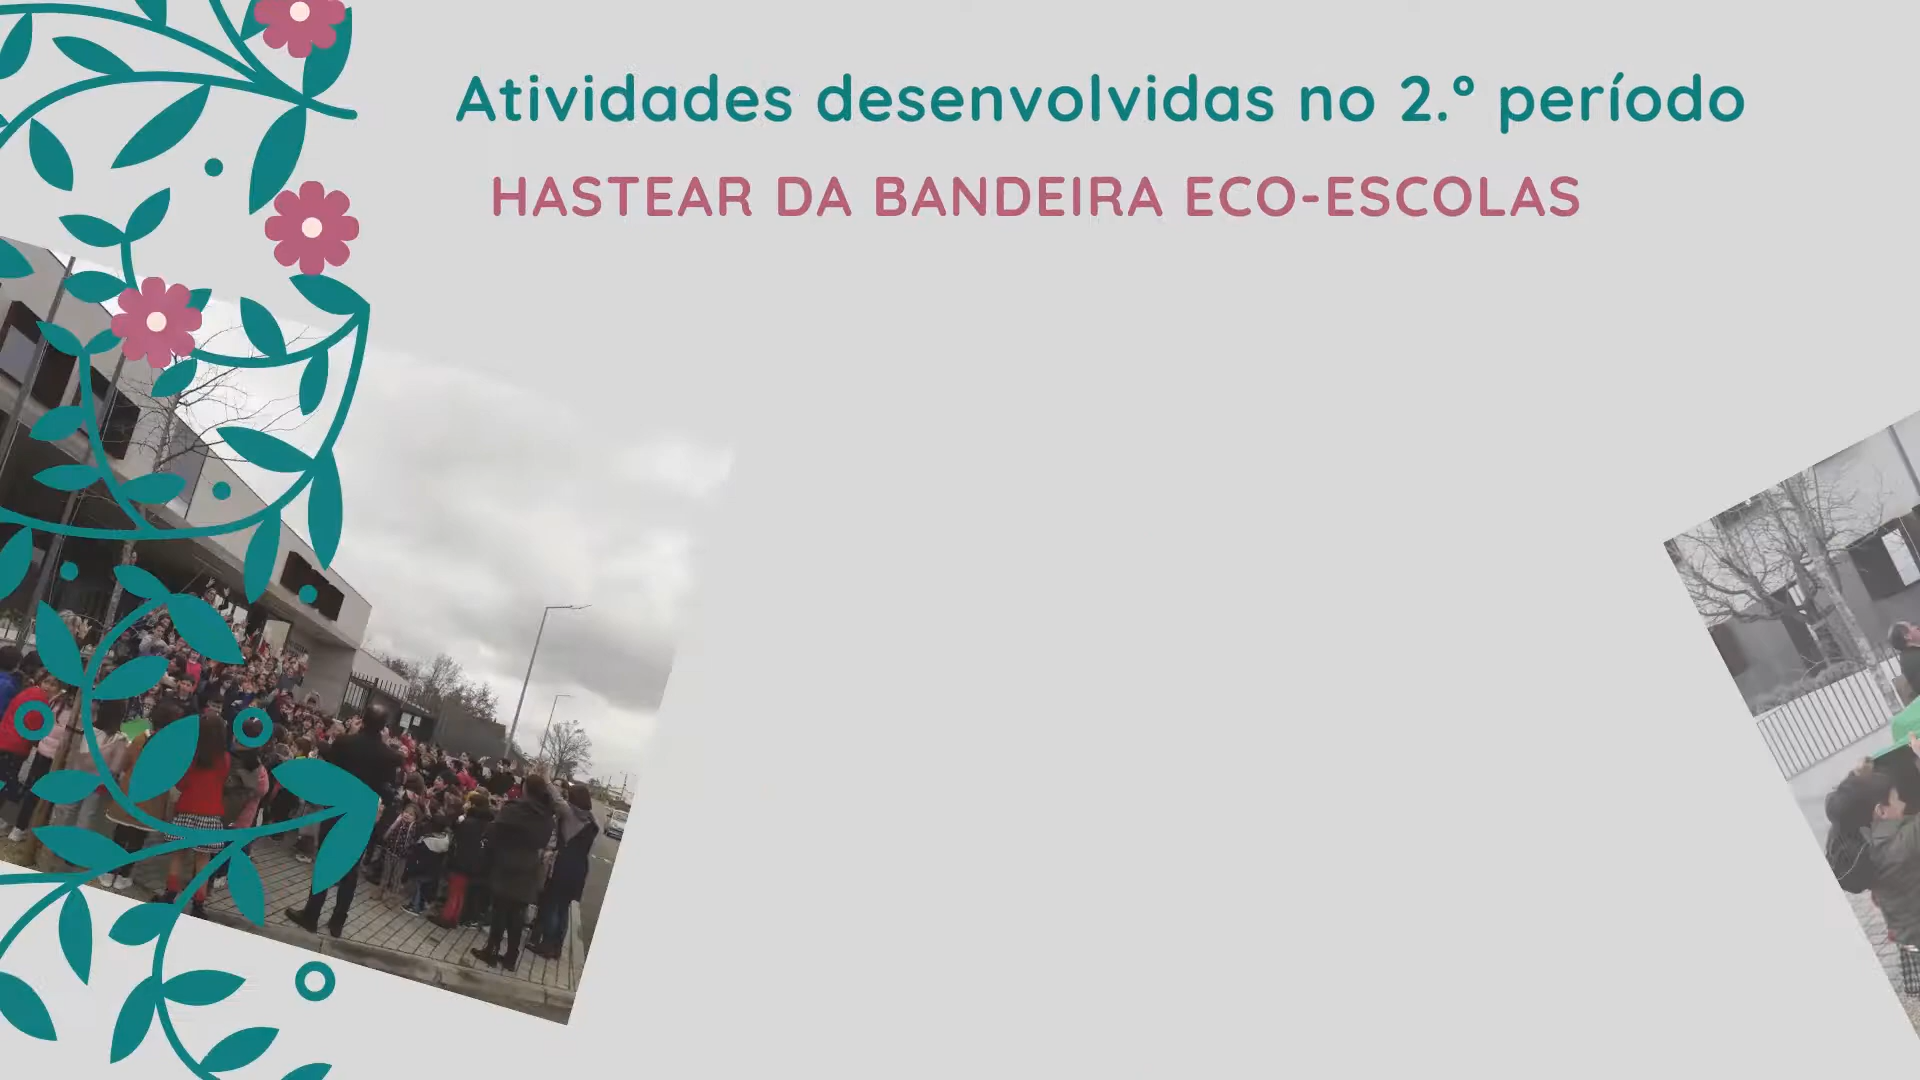 Atividades desenvolvidas no 2.º período
HASTEAR DA BANDEIRA ECO-ESCOLAS